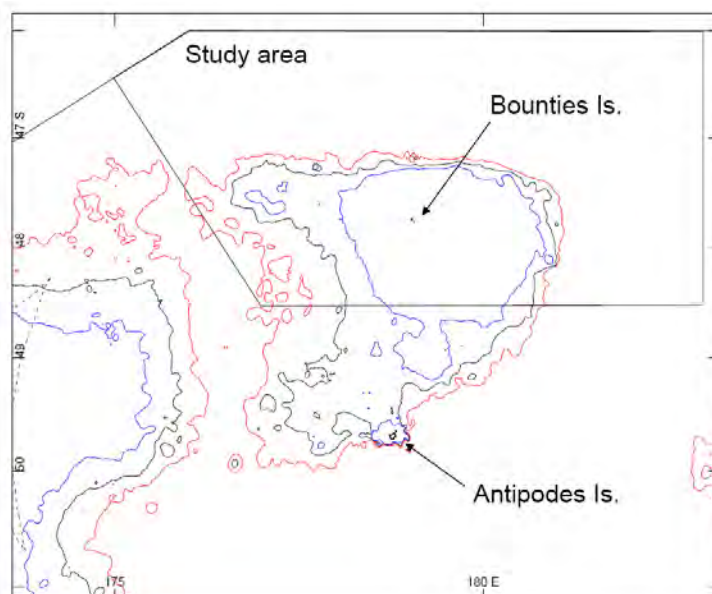 Study area
Bounties Is.
47 S
48
49
50
Antipodes Is.
175
180 E